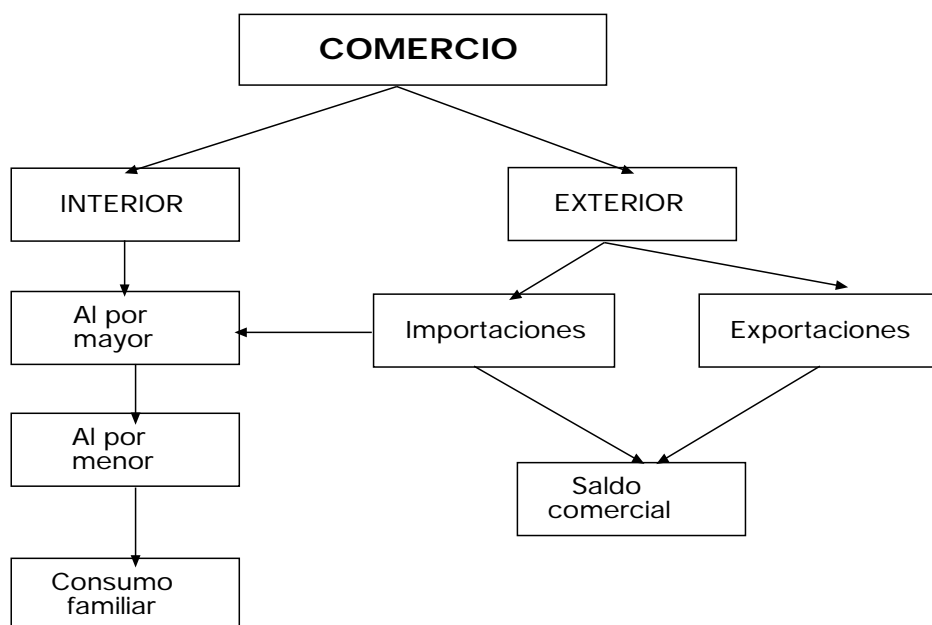 COMERCIO
INTERIOR
EXTERIOR
Al por
mayor
Importaciones
Exportaciones
Al por
menor
Saldo
comercial
Consumo
familiar